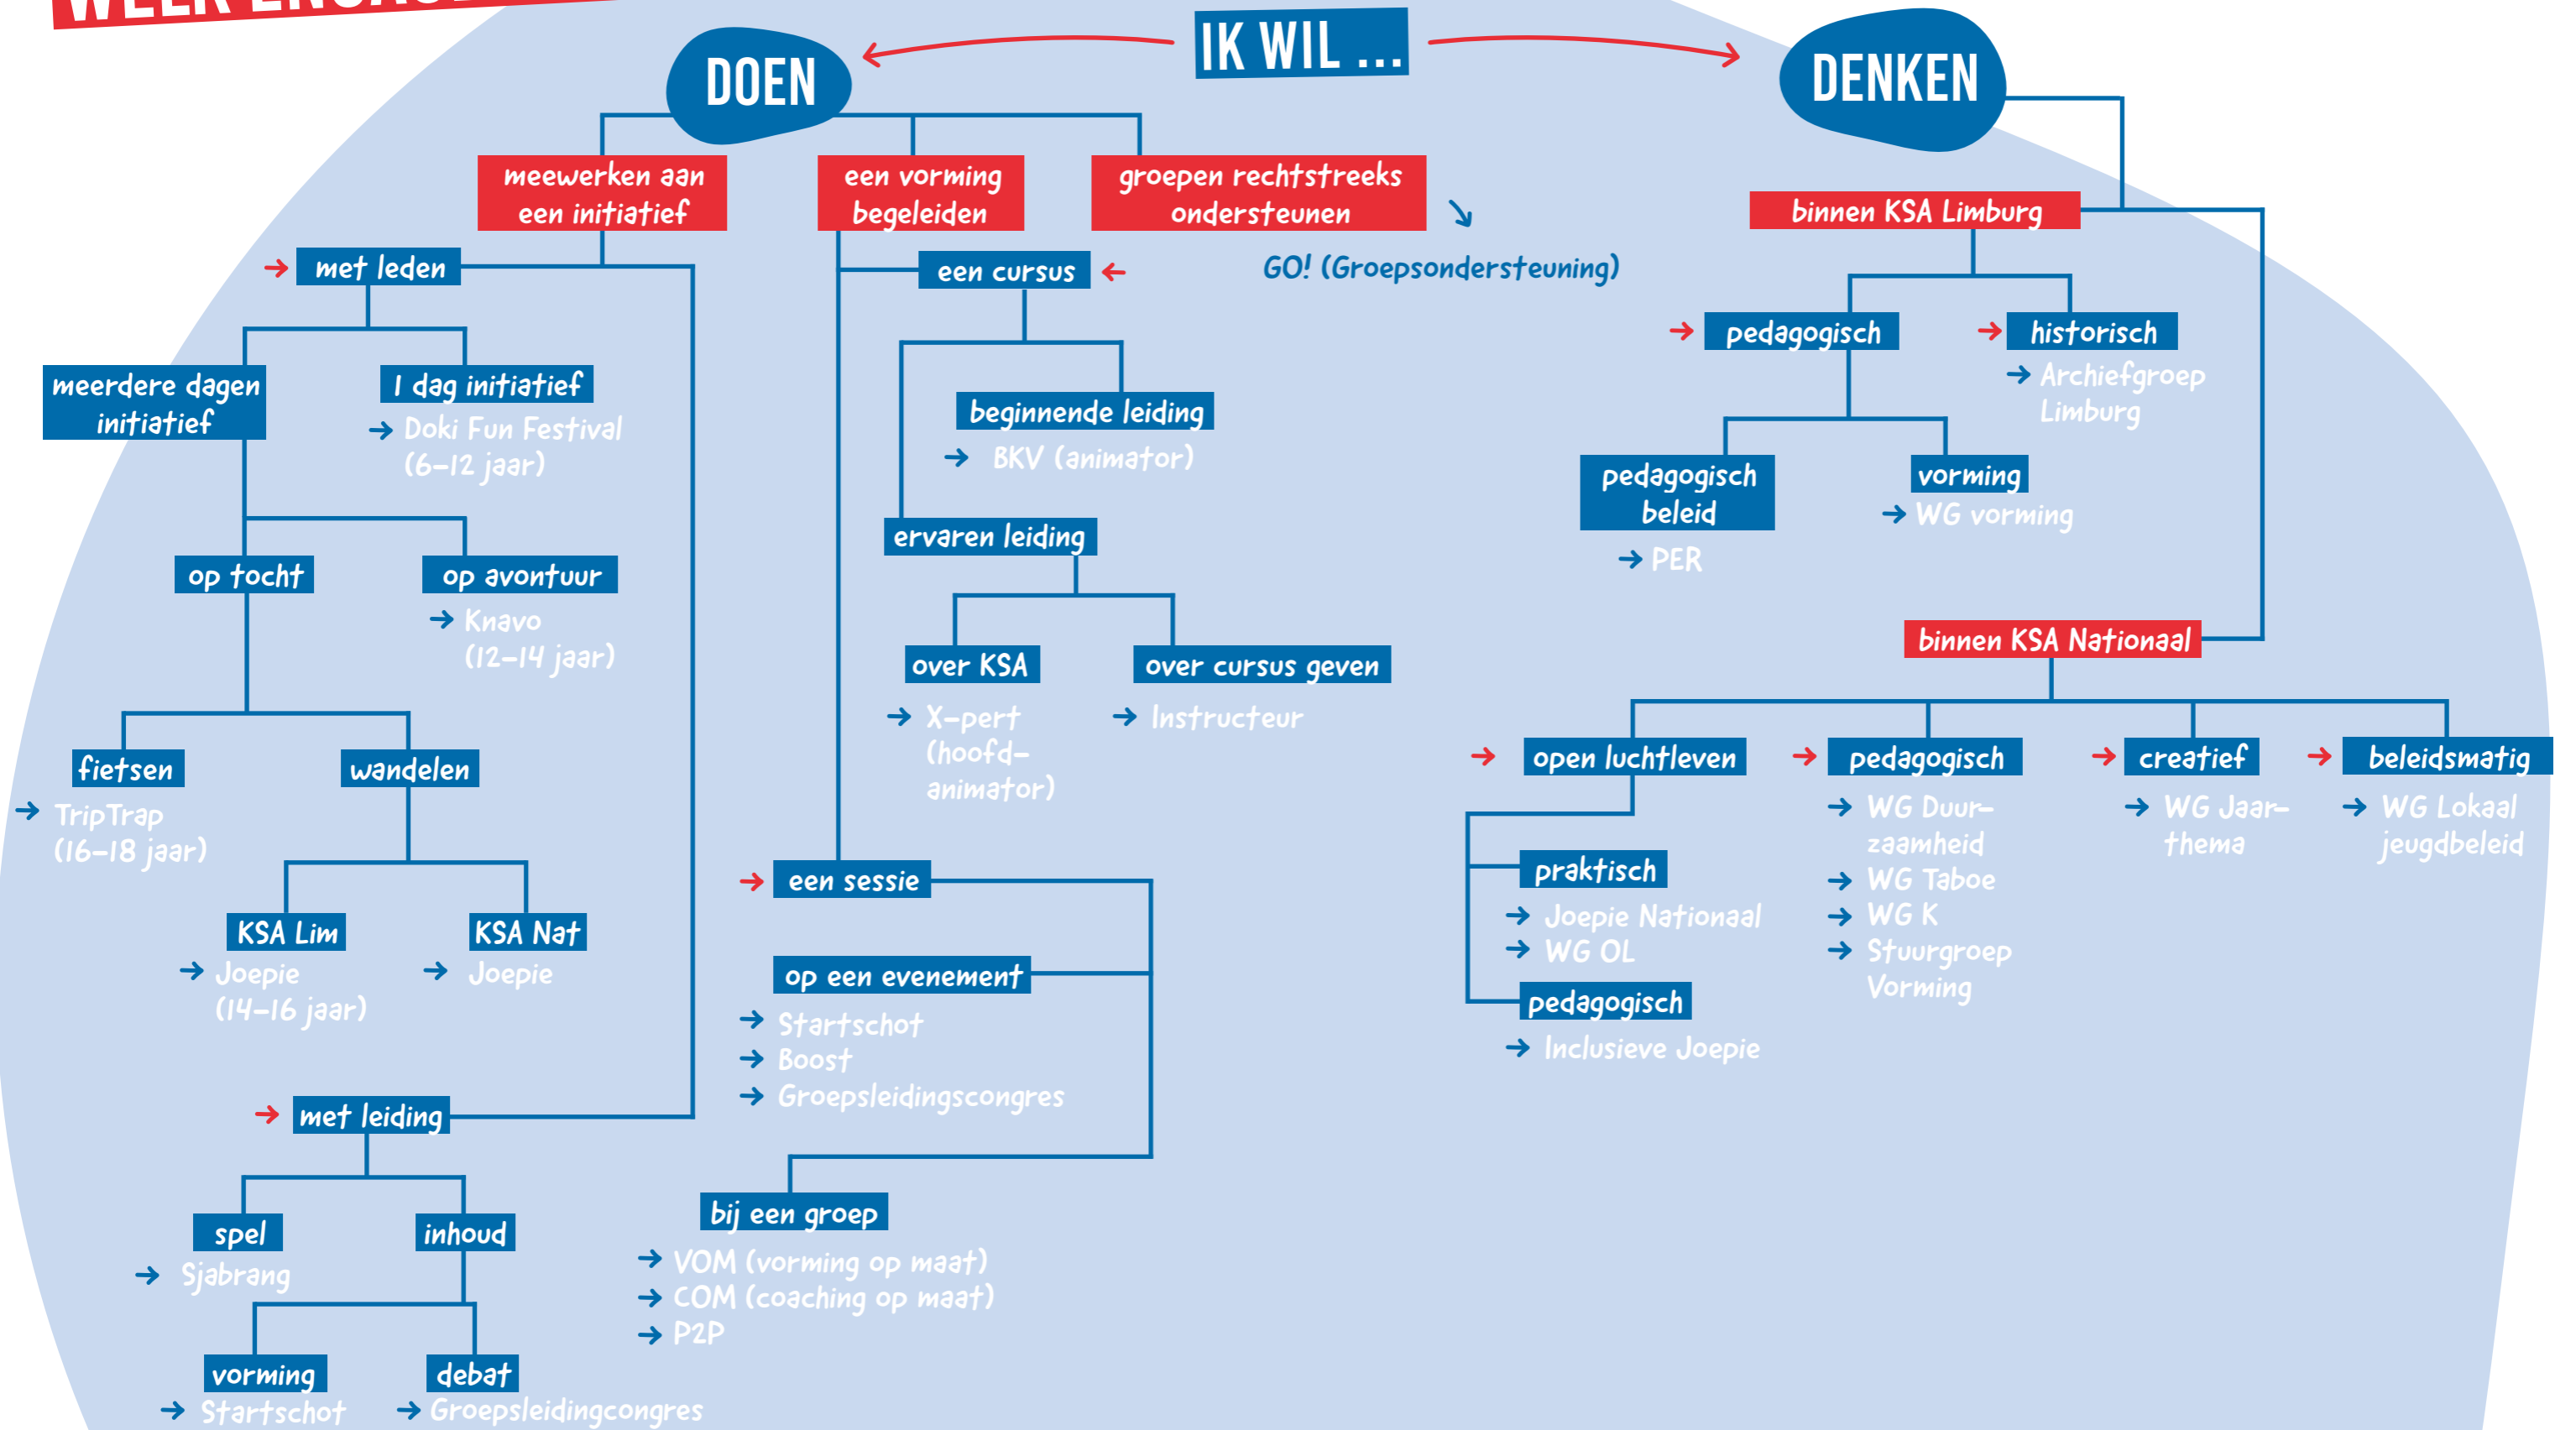 IK WIL ...
DOEN
DENKEN
meewerken aan
een initiatief
een vorming
begeleiden
groepen rechtstreeks
ondersteunen
GO! (Groepsondersteuning)
met leden
meerdere dagen
initiatief
1 dag initiatief
Doki Fun Festival
(6–12 jaar)
op tocht
op avontuur
Knavo
(12–14 jaar)
fietsen
TripTrap
(16–18 jaar)
wandelen
KSA Lim
Joepie
(14–16 jaar)
KSA Nat
Joepie
met leiding
spel
Sjabrang
inhoud
vorming
Startschot
debat
Groepsleidingcongres
een cursus
beginnende leiding
BKV (animator)
ervaren leiding
over KSA
X-pert
(hoofd-
animator)
over cursus geven
Instructeur
een sessie
op een evenement
Startschot
Boost
Groepsleidingscongres
bij een groep
VOM (vorming op maat)
COM (coaching op maat)
P2P
binnen KSA Limburg
pedagogisch
historisch
Archiefgroep
Limburg
pedagogisch
beleid
PER
vorming
WG vorming
binnen KSA Nationaal
open luchtleven
praktisch
Joepie Nationaal
WG OL
pedagogisch
Inclusieve Joepie
pedagogisch
WG Duur-
zaamheid
WG Taboe
WG K
Stuurgroep
Vorming
creatief
WG Jaar-
thema
beleidsmatig
WG Lokaal
jeugdbeleid